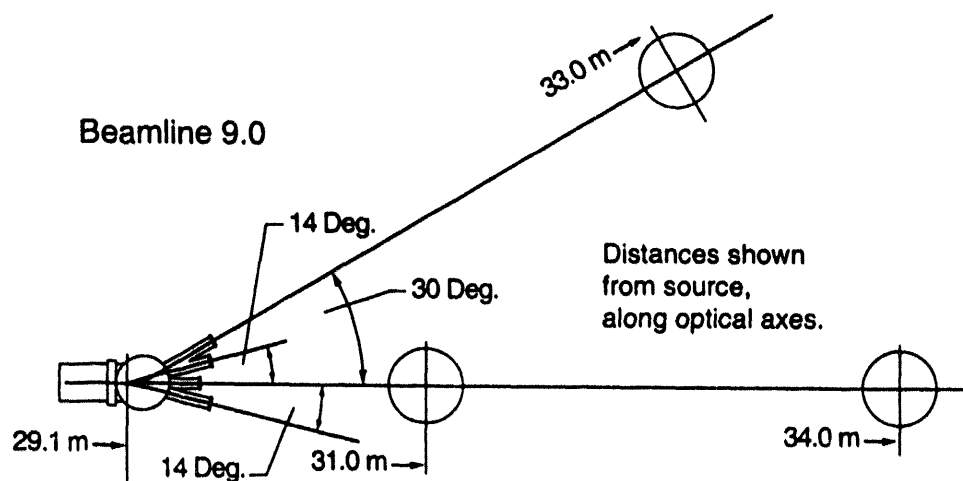 33.0 m
Beamline 9.0
14 Deg.
Distances shown
from source,
along optical axes.
30 Deg.
29.1 m
14 Deg.
31.0 m
34.0 m